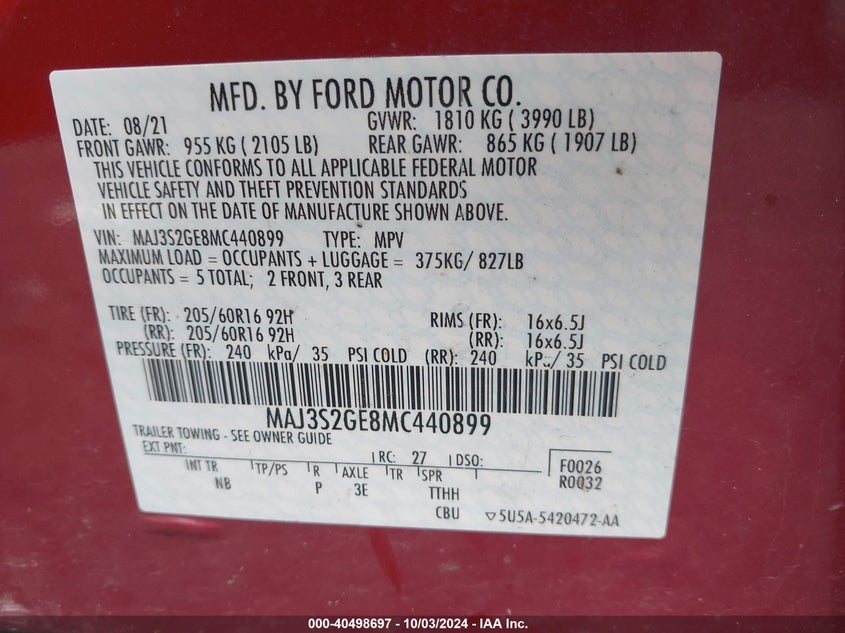 MFD. BY FORD MOTOR CO.
DATE: 08/21 GVWR: 1810 KG ( 3990 LB)
FRONT GAWR: 955 KG ( 2105 LB) REAR GAWR: 865 KG ( 1907 LB)
THIS VEHICLE CONFORMS TO ALL APPLICABLE FEDERAL MOTOR
VEHICLE SAFETY AND THEFT PREVENTION STANDARDS
IN EFFECT ON THE DATE OF MANUFACTURE SHOWN ABOVE.
VIN: MAJ3S2GE8MC440899 TYPE: MPV
MAXIMUM LOAD = OCCUPANTS + LUGGAGE = 375KG/ 827LB
OCCUPANTS = 5 TOTAL; 2 FRONT, 3 REAR
TIRE (FR): 205/60R16 92H RIMS (FR): 16x6.5J
(RR): 205/60R16 92H (RR): 16x6.5J
PRESSURE (FR): 240 kPa/ 35 PSI COLD (RR): 240 kPa/ 35 PSI COLD
MAJ3S2GE8MC440899
TRAILER TOWING - SEE OWNER GUIDE
EXT PNT: RC: 27 DSO: F0026
R0032
INT TR TP/PS R AXLE TR SPR
NB P 3E TTHH
CBU ▽5U5A-5420472-AA
000-40498697 - 10/03/2024 - IAA Inc.